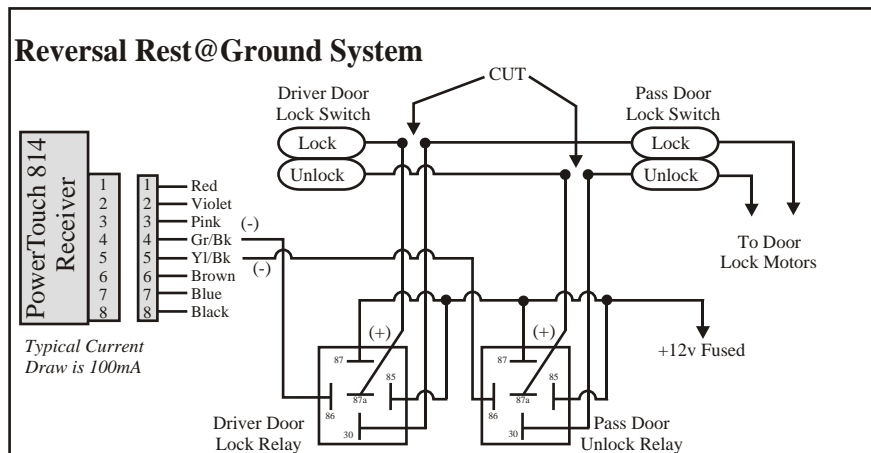 Reversal Rest@Ground System
CUT
Driver Door
Lock Switch
Pass Door
Lock Switch
Lock
Unlock
Lock
Unlock
PowerTouch 814
Receiver
1
2
3
4
5
6
7
8
1
2
3
4
5
6
7
8
Red
Violet
Pink
Gr/Bk
Yl/Bk
Brown
Blue
Black
(-)
(-)
To Door
Lock Motors
Typical Current
Draw is 100mA
(+)
(+)
+12v Fused
87
85
87a
86
30
87
85
87a
86
30
Driver Door
Lock Relay
Pass Door
Unlock Relay